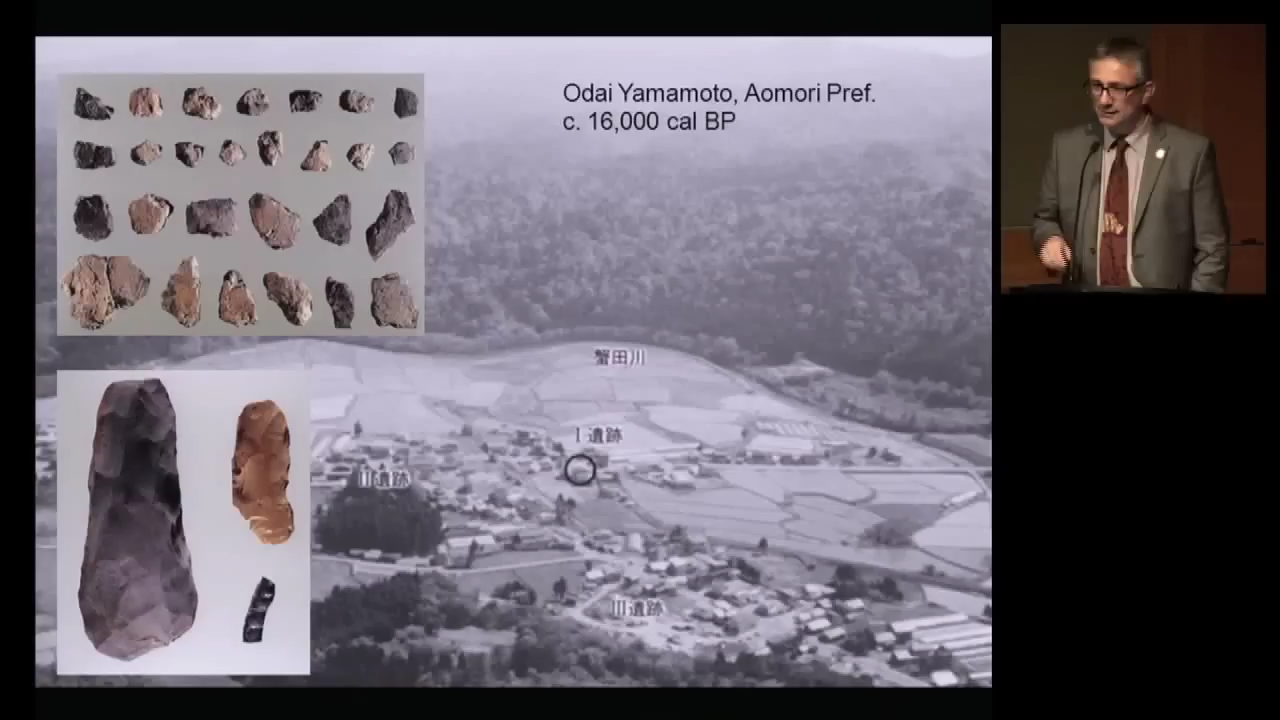 Odai Yamamoto, Aomori Pref.
c. 16,000 cal BP
蟹田川
I 遺跡
II 遺跡
III 遺跡